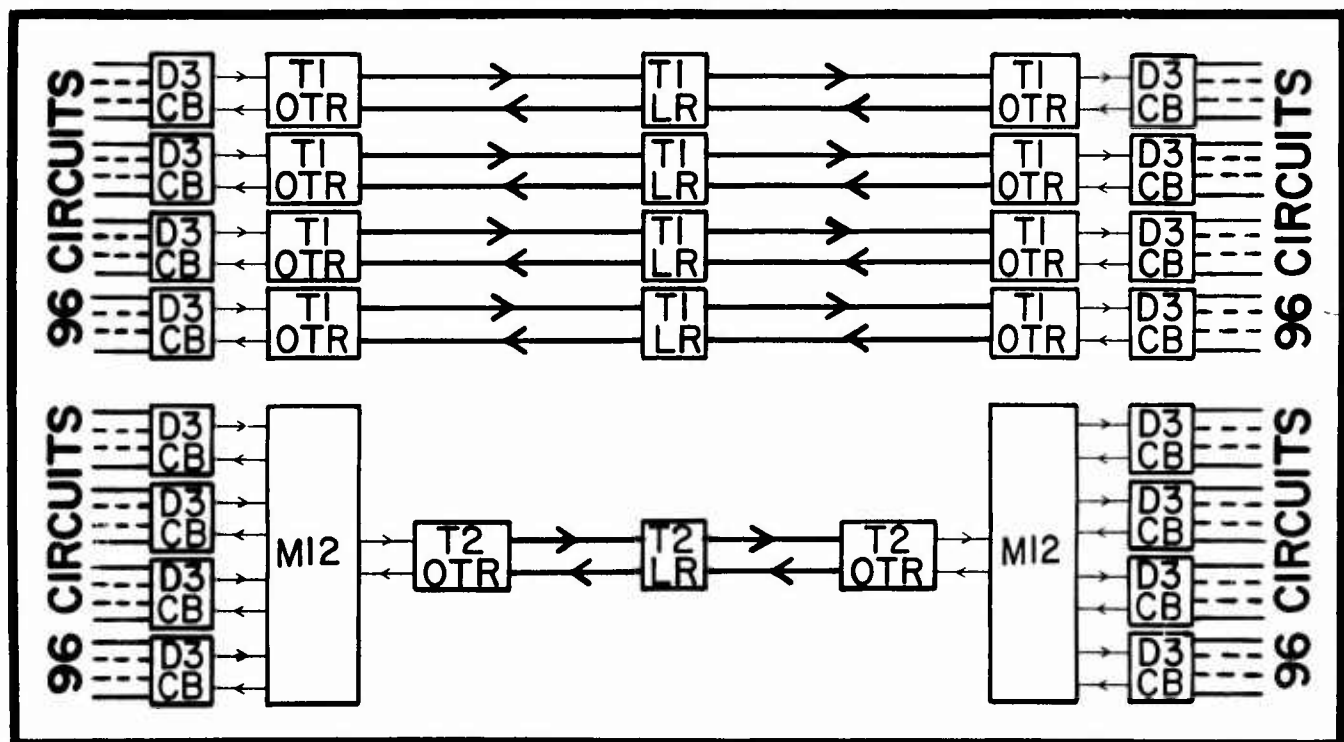 96 CIRCUITS
D3
CB
T1
OTR
T1
LR
T1
OTR
D3
CB
96 CIRCUITS
D3
CB
T1
OTR
T1
LR
T1
OTR
D3
CB
D3
CB
T1
OTR
T1
LR
T1
OTR
D3
CB
D3
CB
T1
OTR
T1
LR
T1
OTR
D3
CB
96 CIRCUITS
D3
CB
D3
CB
D3
CB
D3
CB
M12
T2
OTR
T2
LR
T2
OTR
M12
D3
CB
D3
CB
D3
CB
D3
CB
96 CIRCUITS